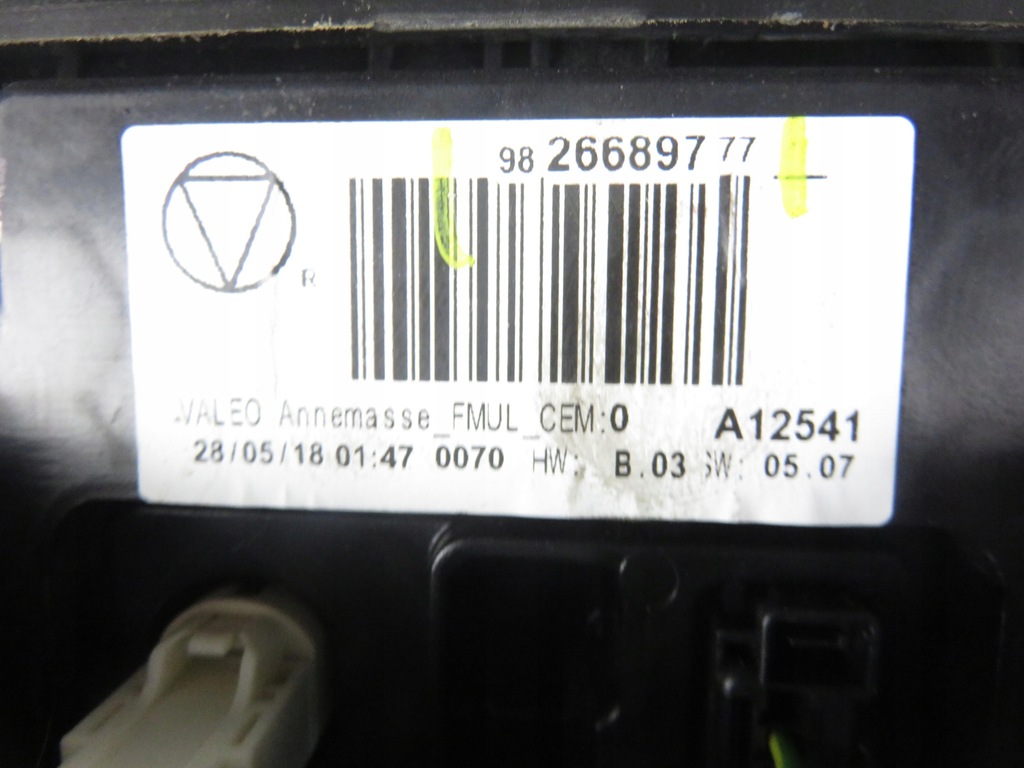 98 266897 77
R
VALEO Annemasse_FMUL_CEM:0 A12541
28/05/18 01:47 0070 HW: B.03 SW: 05.07